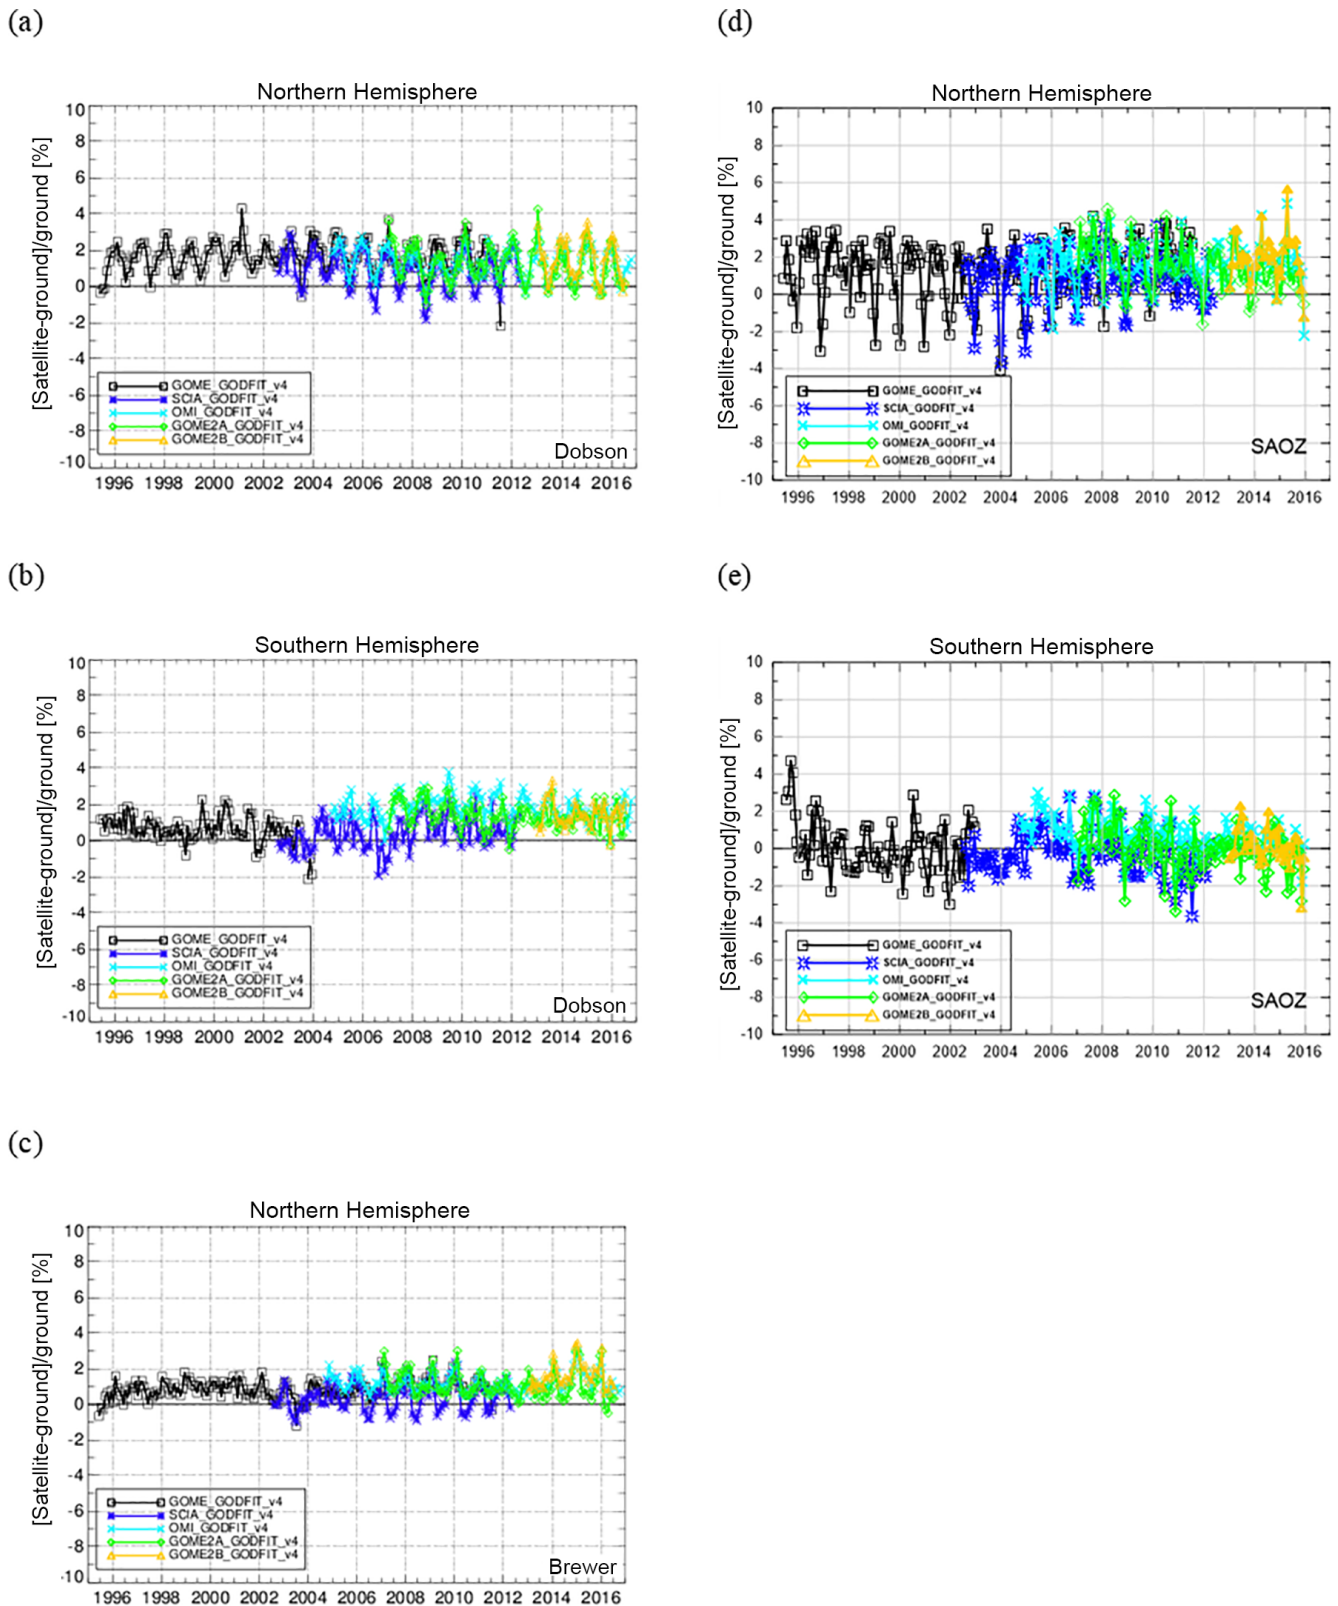 (a)
Northern Hemisphere
[Satellite-ground]/ground [%]
10
8
6
4
2
0
-2
-4
-6
-8
-10
GOME_GODFIT_v4
SCIA_GODFIT_v4
OMI_GODFIT_v4
GOME2A_GODFIT_v4
GOME2B_GODFIT_v4
Dobson
1996 1998 2000 2002 2004 2006 2008 2010 2012 2014 2016
(b)
Southern Hemisphere
[Satellite-ground]/ground [%]
10
8
6
4
2
0
-2
-4
-6
-8
-10
GOME_GODFIT_v4
SCIA_GODFIT_v4
OMI_GODFIT_v4
GOME2A_GODFIT_v4
GOME2B_GODFIT_v4
Dobson
1996 1998 2000 2002 2004 2006 2008 2010 2012 2014 2016
(c)
Northern Hemisphere
[Satellite-ground]/ground [%]
10
8
6
4
2
0
-2
-4
-6
-8
-10
GOME_GODFIT_v4
SCIA_GODFIT_v4
OMI_GODFIT_v4
GOME2A_GODFIT_v4
GOME2B_GODFIT_v4
Brewer
1996 1998 2000 2002 2004 2006 2008 2010 2012 2014 2016
(d)
Northern Hemisphere
[Satellite-ground]/ground [%]
10
8
6
4
2
0
-2
-4
-6
-8
-10
GOME_GODFIT_v4
SCIA_GODFIT_v4
OMI_GODFIT_v4
GOME2A_GODFIT_v4
GOME2B_GODFIT_v4
SAOZ
1996 1998 2000 2002 2004 2006 2008 2010 2012 2014 2016
(e)
Southern Hemisphere
[Satellite-ground]/ground [%]
10
8
6
4
2
0
-2
-4
-6
-8
-10
GOME_GODFIT_v4
SCIA_GODFIT_v4
OMI_GODFIT_v4
GOME2A_GODFIT_v4
GOME2B_GODFIT_v4
SAOZ
1996 1998 2000 2002 2004 2006 2008 2010 2012 2014 2016